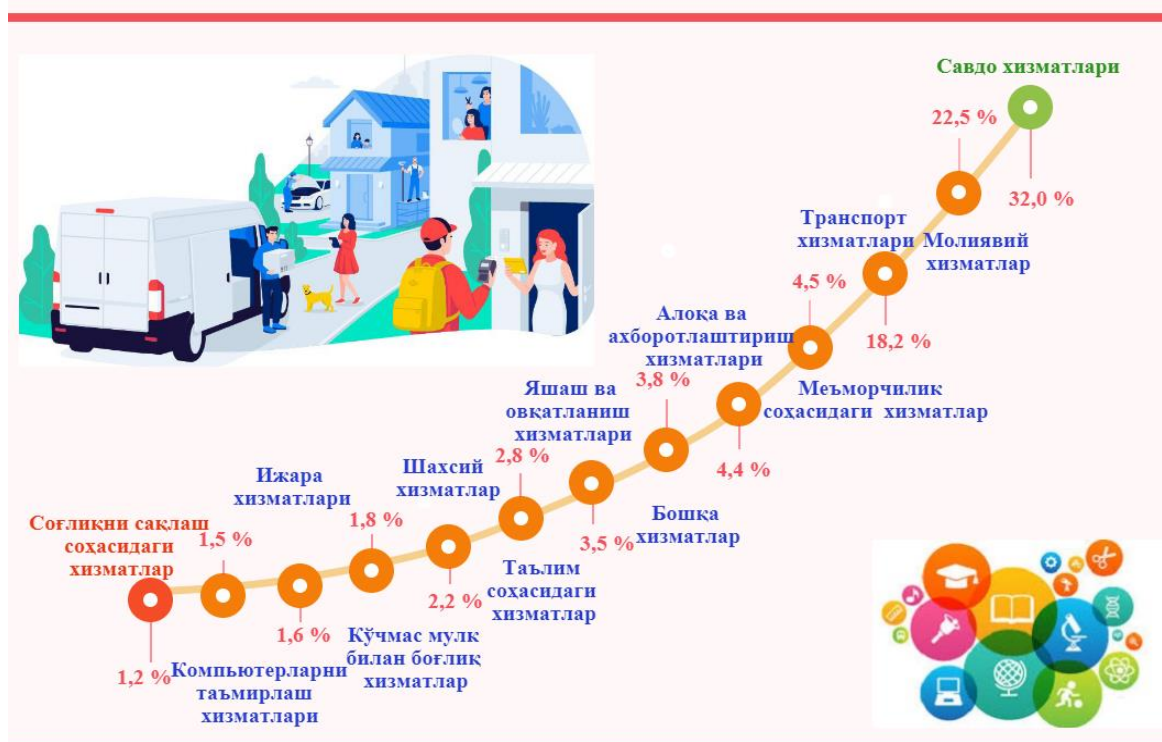 Савдо хизматлари
22,5 %
32,0 %
Транспорт
хизматлари
Молиявий
хизматлар
4,5 %
18,2 %
Алоқа ва
ахборотлаштириш
хизматлари
Меъморчилик
соҳасидаги хизматлар
3,8 %
4,4 %
Яшаш ва
овқатланиш
хизматлари
Бошқа
хизматлар
2,8 %
3,5 %
Шахсий
хизматлар
Таълим
соҳасидаги
хизматлар
Ижара
хизматлари
1,8 %
2,2 %
Кўчмас мулк
билан боғлиқ
хизматлар
Соғлиқни сақлаш
соҳасидаги
хизматлар
1,5 %
1,6 %
1,2 %
Компьютерларни
таъмирлаш
хизматлари